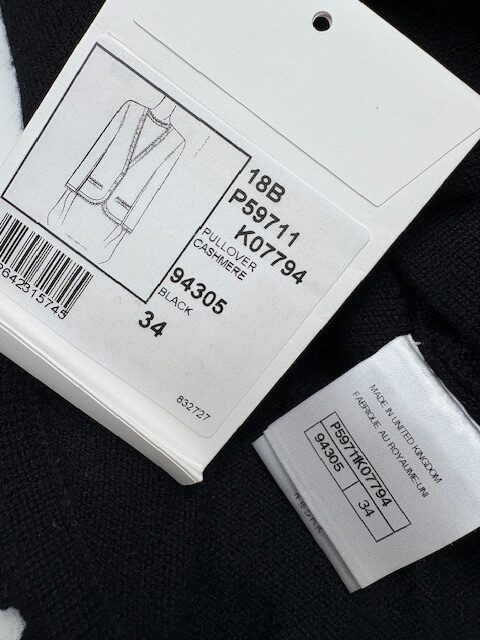 18B
P59711
K07794
PULLOVER
CASHMERE
94305
BLACK
34
832727
MADE IN UNITED KINGDOM
FABRIQUE AU ROYAUME-UNI
P59711K07794
94305
34